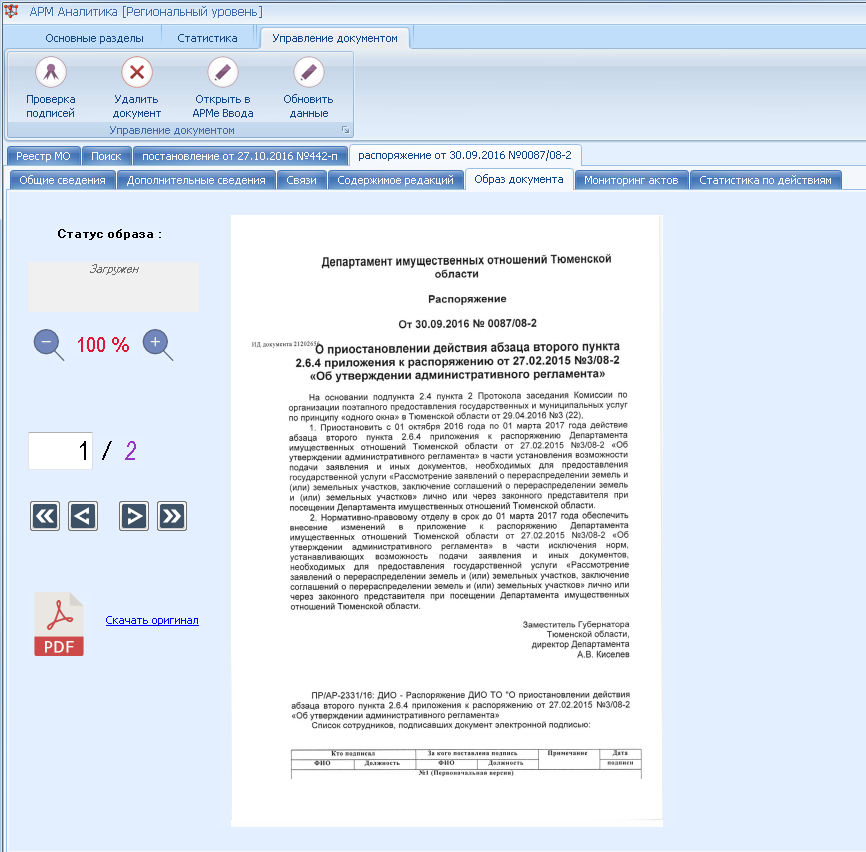 АРМ Аналитика [Региональный уровень]
Основные разделы Статистика Управление документом
Проверка подписей
Удалить документ
Открыть в АРМе Ввода
Обновить данные
Управление документом
Реестр МО Поиск постановление от 27.10.2016 №442-п распоряжение от 30.09.2016 №0087/08-2
Общие сведения Дополнительные сведения Связи Содержимое редакций Образ документа Мониторинг актов Статистика по действиям
Статус образа :
Загружен
100 %
1 / 2
PDF
Скачать оригинал
Департамент имущественных отношений Тюменской
области
Распоряжение
От 30.09.2016 № 0087/08-2
ИД документа 21202656
О приостановлении действия абзаца второго пункта
2.6.4 приложения к распоряжению от 27.02.2015 №3/08-2
«Об утверждении административного регламента»
На основании подпункта 2.4 пункта 2 Протокола заседания Комиссии по
организации поэтапного предоставления государственных и муниципальных услуг
по принципу «одного окна» в Тюменской области от 29.04.2016 №3 (22),
1. Приостановить с 01 октября 2016 года по 01 марта 2017 года действие
абзаца второго пункта 2.6.4 приложения к распоряжению Департамента
имущественных отношений Тюменской области от 27.02.2015 №3/08-2 «Об
утверждении административного регламента» в части установления возможности
подачи заявления и иных документов, необходимых для предоставления
государственной услуги «Рассмотрение заявлений о перераспределении земель и
(или) земельных участков, заключение соглашений о перераспределении земель
и (или) земельных участков» лично или через законного представителя при
посещении Департамента имущественных отношений Тюменской области.
2. Нормативно-правовому отделу в срок до 01 марта 2017 года обеспечить
внесение изменений в приложение к распоряжению Департамента
имущественных отношений Тюменской области от 27.02.2015 №3/08-2 «Об
утверждении административного регламента» в части исключения норм,
устанавливающих возможность подачи заявления и иных документов,
необходимых для предоставления государственной услуги «Рассмотрение
заявлений о перераспределении земель и (или) земельных участков, заключение
соглашений о перераспределении земель и (или) земельных участков» лично или
через законного представителя при посещении Департамента имущественных
отношений Тюменской области.
Заместитель Губернатора
Тюменской области,
директор Департамента
А.В. Киселев
ПР/АР-2331/16: ДИО - Распоряжение ДИО ТО "О приостановлении действия
абзаца второго пункта 2.6.4 приложения к распоряжению от 27.02.2015 №3/08-2
«Об утверждении административного регламента»
Список сотрудников, подписавших документ электронной подписью:
Кто подписал За кого поставлена подпись Примечание Дата
ФИО Должность ФИО Должность подписи
№1 (Первоначальная версия)